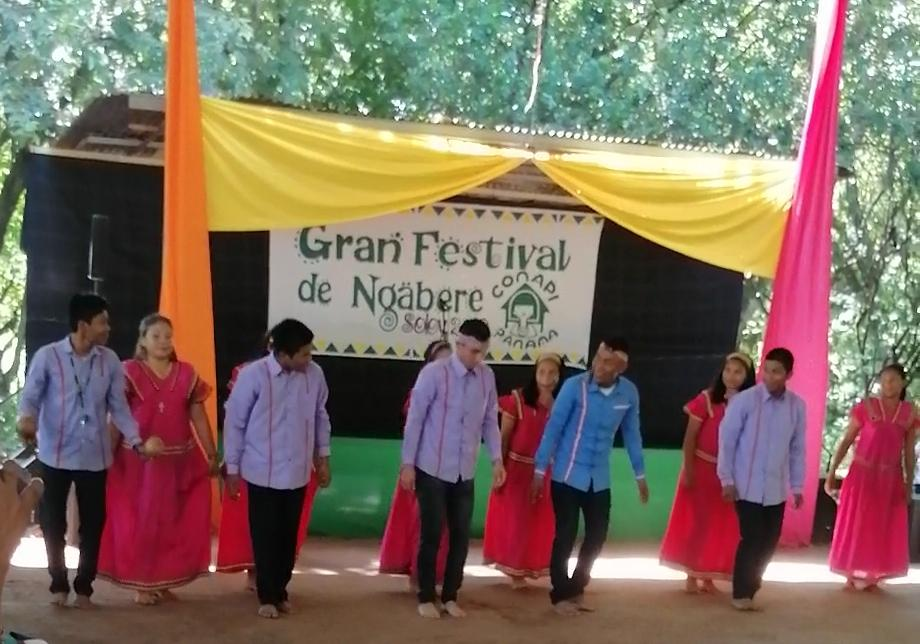 Gran Festival
de Ngäbere
CONAPI
PANAMA